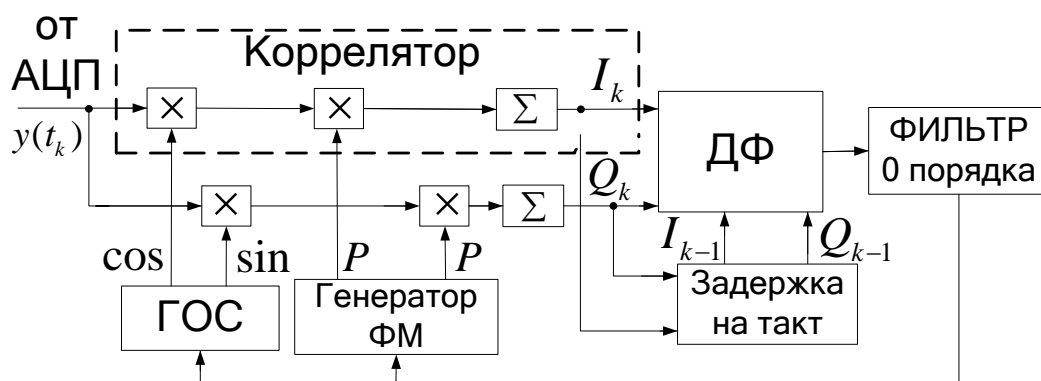 от
АЦП
y(t_k)
Коррелятор
×
×
Σ
I_k
ДФ
ФИЛЬТР
0 порядка
×
×
Σ
Q_k
cos
sin
P
P
I_{k-1}
Q_{k-1}
ГОС
Генератор
ФМ
Задержка
на такт